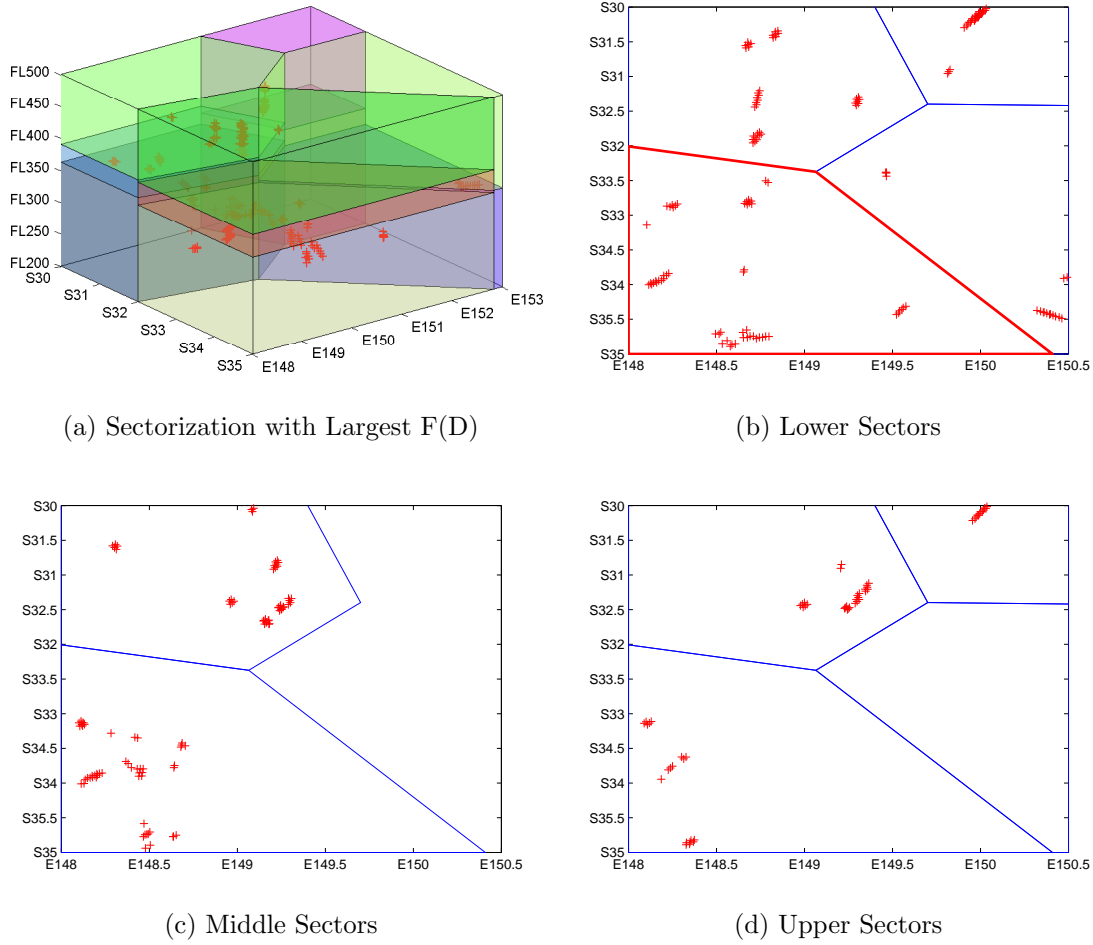 FL500
FL450
FL400
FL350
FL300
FL250
FL200
S30
S31
S32
S33
S34
S35
E148
E149
E150
E151
E152
E153
(a) Sectorization with Largest F(D)
S30
S31.5
S31
S32.5
S32
S33.5
S33
S34.5
S34
S35.5
S35
E148
E148.5
E149
E149.5
E150
E150.5
(b) Lower Sectors
S30
S31.5
S31
S32.5
S32
S33.5
S33
S34.5
S34
S35.5
S35
E148
E148.5
E149
E149.5
E150
E150.5
(c) Middle Sectors
S30
S31.5
S31
S32.5
S32
S33.5
S33
S34.5
S34
S35.5
S35
E148
E148.5
E149
E149.5
E150
E150.5
(d) Upper Sectors